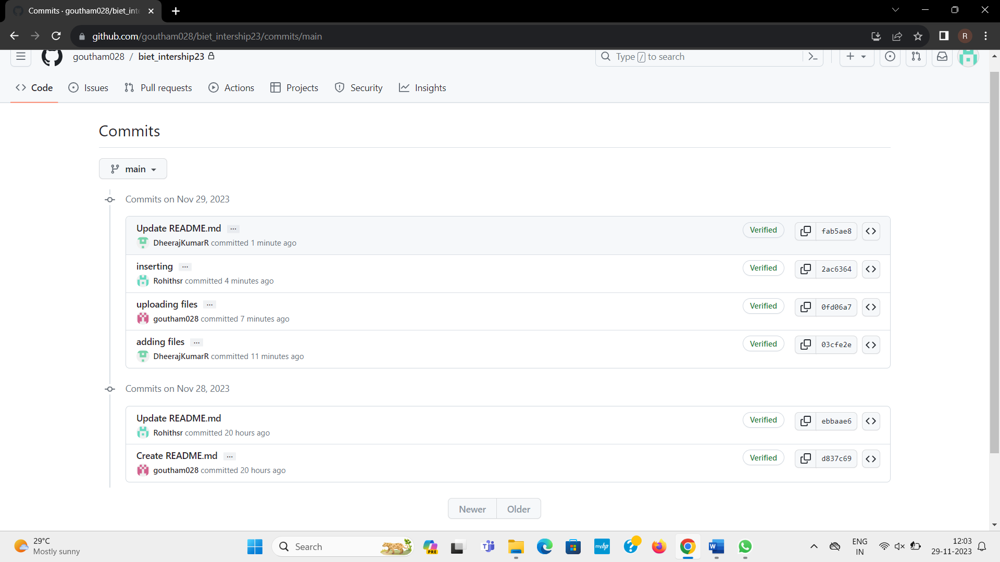 Commits · goutham028/biet_inte
github.com/goutham028/biet_intership23/commits/main
R
goutham028 / biet_intership23
Type / to search
Code Issues Pull requests Actions Projects Security Insights
Commits
main
Commits on Nov 29, 2023
Update README.md ...
Verified fab5ae8
DheerajKumarR committed 1 minute ago
inserting ...
Verified 2ac6364
Rohithsr committed 4 minutes ago
uploading files ...
Verified 0fd06a7
goutham028 committed 7 minutes ago
adding files ...
Verified 03cfe2e
DheerajKumarR committed 11 minutes ago
Commits on Nov 28, 2023
Update README.md
Verified ebbaae6
Rohithsr committed 20 hours ago
Create README.md ...
Verified d837c69
goutham028 committed 20 hours ago
Newer Older
29°C
Mostly sunny
Search
PRE
myhp
ENG
IN
12:03
29-11-2023